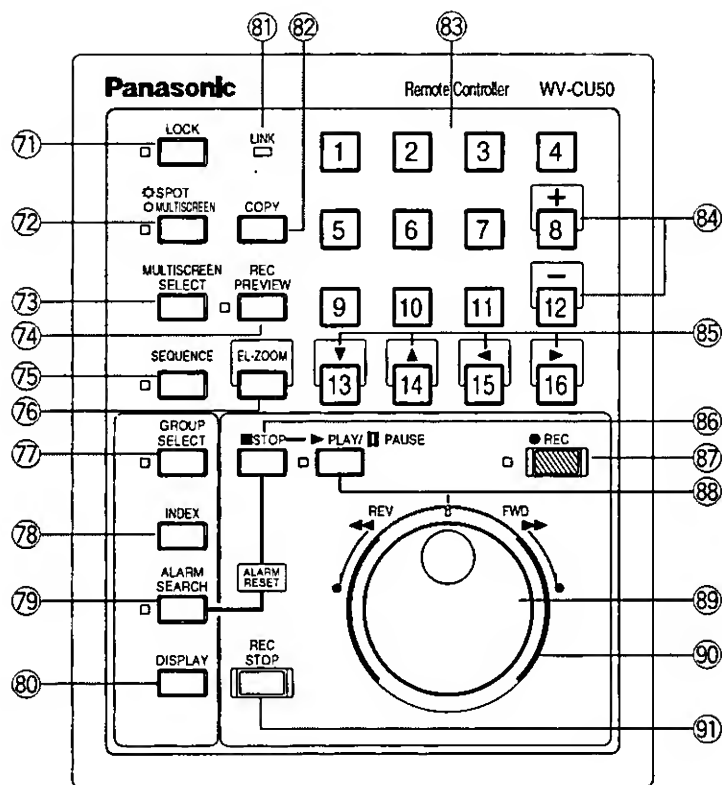 81 82 83
Panasonic Remote Controller WV-CU50
71 LOCK LINK 1 2 3 4
SPOT
MULTISCREEN
72 COPY 5 6 7 + 8 84
MULTISCREEN
SELECT
REC
PREVIEW
73 74 9 10 11 − 12
85
75 SEQUENCE EL-ZOOM ▼ 13 ▲ 14 ◀ 15 ▶ 16
76
GROUP
SELECT
77 ■STOP ▶ PLAY/ ❚❚ PAUSE ● REC 86 87
88
78 INDEX ◀◀ REV FWD ▶▶
ALARM
SEARCH
79 ALARM
RESET
89
90
80 DISPLAY REC
STOP
91